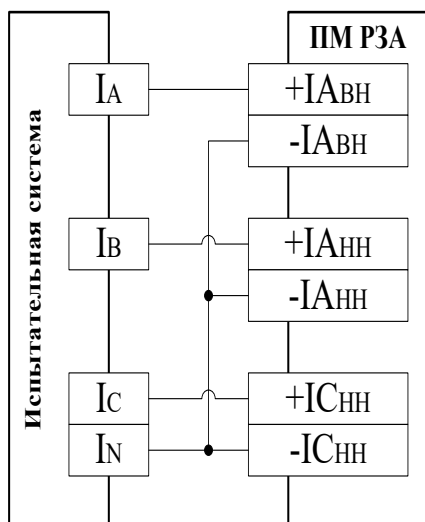 ПМ РЗА
Испытательная система
IA
+IAВН
-IAВН
IB
+IAНН
-IAНН
IC
+ICНН
IN
-ICНН